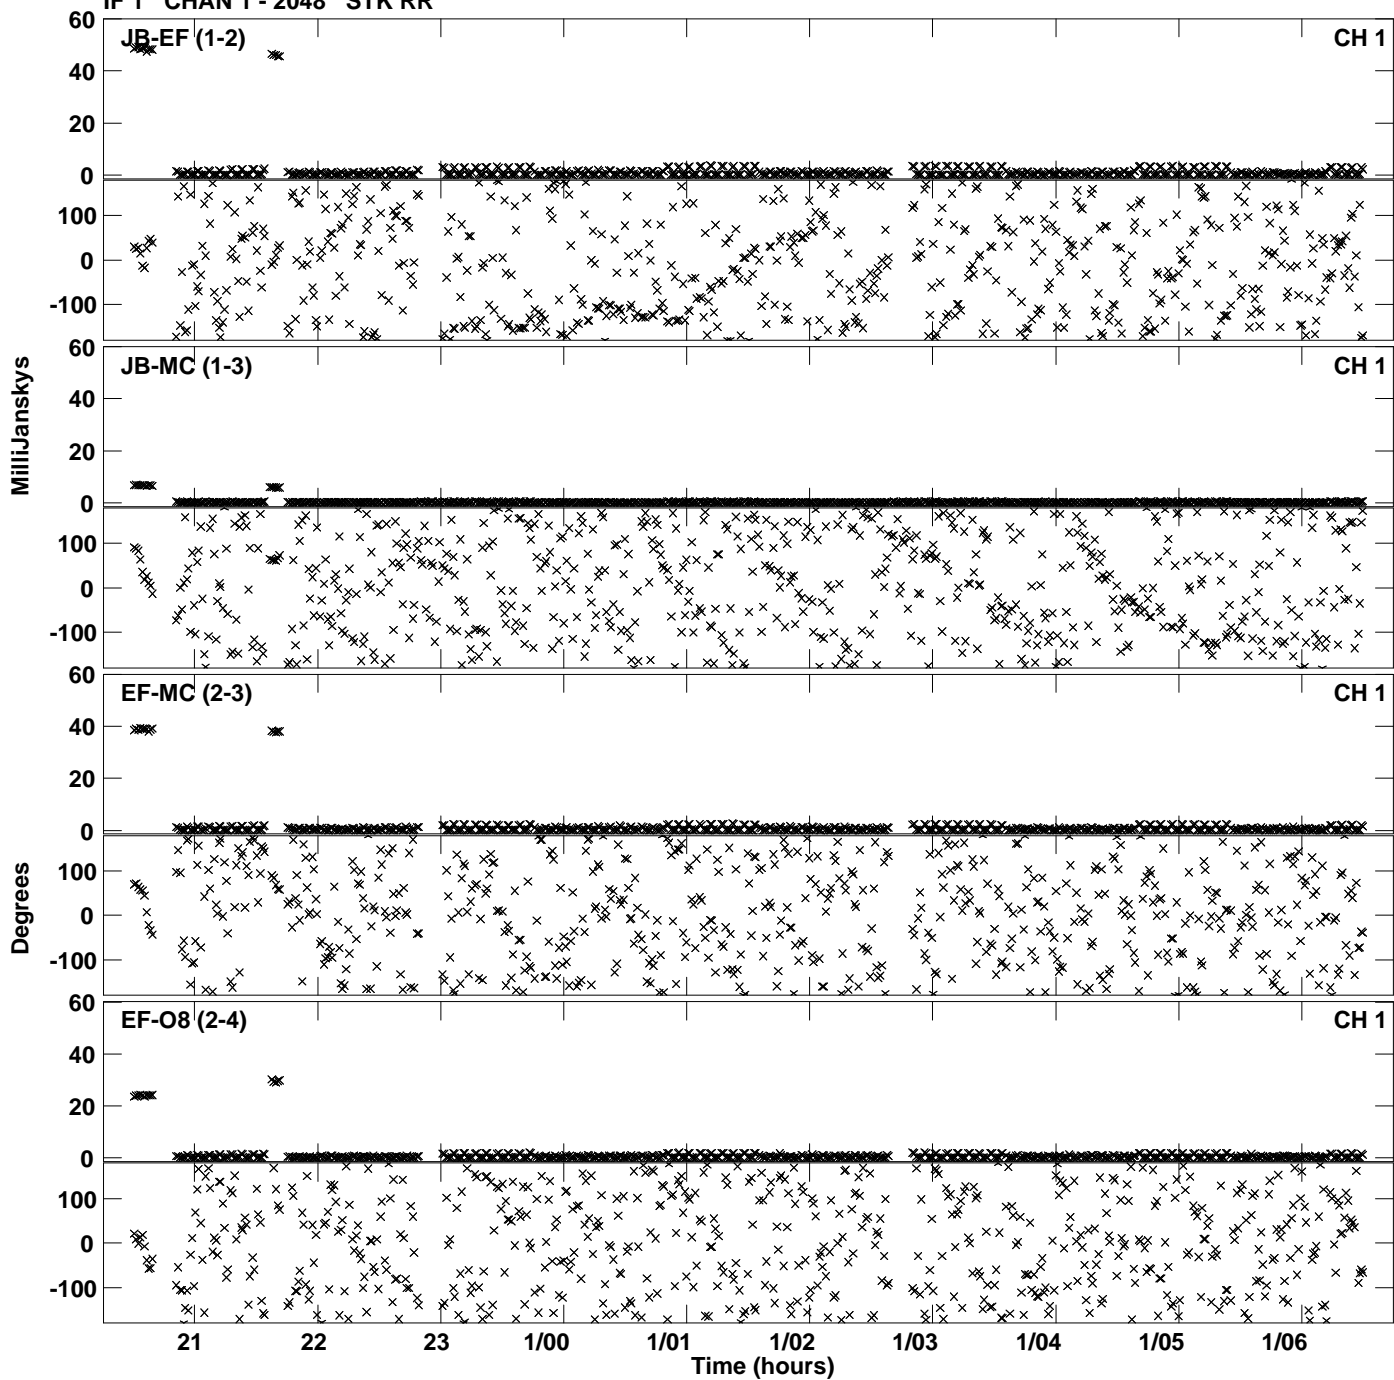 IF 1 CHAN 1 - 2048 STK RR
60
JB-EF (1-2)
CH 1
40
20
0
100
0
-100
60
JB-MC (1-3)
CH 1
40
20
0
100
0
-100
MilliJanskys
60
EF-MC (2-3)
CH 1
40
20
0
100
0
-100
Degrees
60
EF-O8 (2-4)
CH 1
40
20
0
100
0
-100
21 22 23 1/00 1/01 1/02 1/03 1/04 1/05 1/06
Time (hours)